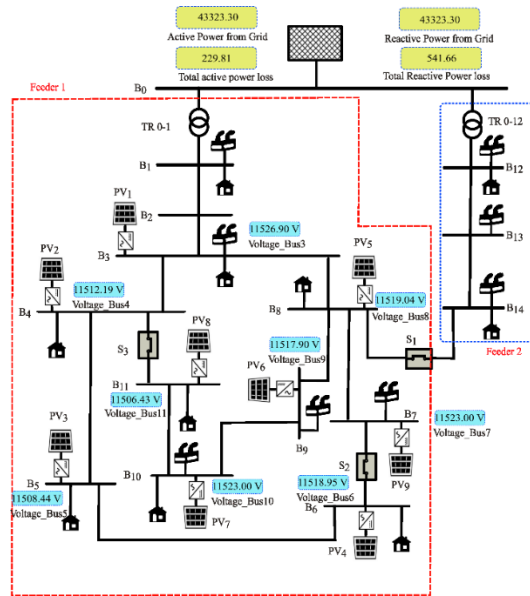 43323.30
Active Power from Grid
229.81
Total active power loss
43323.30
Reactive Power from Grid
541.66
Total Reactive Power loss
Feeder 1
B0
TR 0-1
TR 0-12
B1
B12
PV1
B2
B13
11526.90 V
Voltage_Bus3
B3
PV2
PV5
11512.19 V
Voltage_Bus4
B4
11519.04 V
Voltage_Bus8
B8
B14
S3
PV8
11517.90 V
Voltage_Bus9
S1
Feeder 2
B11
11506.43 V
Voltage_Bus11
PV6
PV3
B9
B7
11523.00 V
Voltage_Bus7
B10
S2
B5
11508.44 V
Voltage_Bus5
11523.00 V
Voltage_Bus10
PV7
11518.95 V
Voltage_Bus6
B6
PV9
PV4